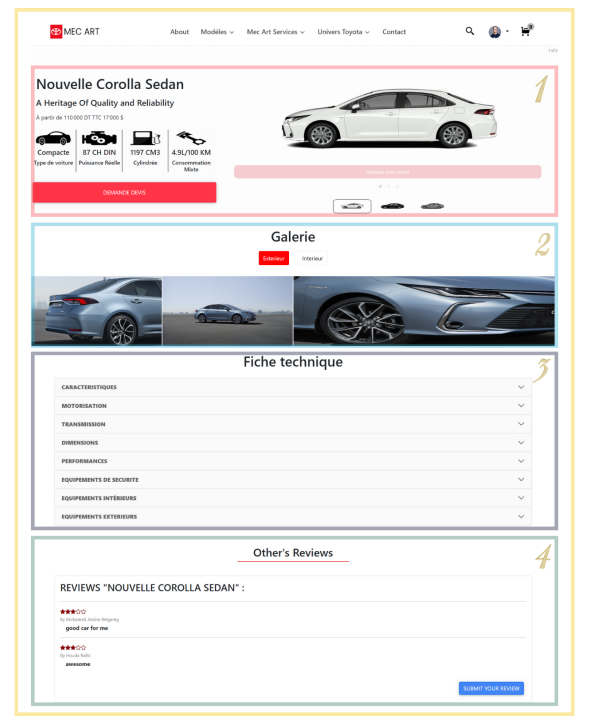 MEC ART
About Modèles Mec Art Services Univers Toyota Contact
1
Nouvelle Corolla Sedan
A Heritage Of Quality and Reliability
À partir de 110 000 DT TTC 17 000 $
Compacte 87 CH DIN 1197 CM3 4.9L/100 KM
Type de voiture Puissance Réelle Cylindrée Consommation
Mixte
DEMANDE DEVIS
2
Galerie
Exterieur Interieur
Fiche technique
3
CARACTERISTIQUES
MOTORISATION
TRANSMISSION
DIMENSIONS
PERFORMANCES
EQUIPEMENTS DE SECURITE
EQUIPEMENTS INTÉRIEURS
EQUIPEMENTS EXTERIEURS
4
Other's Reviews
REVIEWS "NOUVELLE COROLLA SEDAN" :
By Mohamed Amine Belgareg
good car for me
By Houda Balhi
awesome
SUBMIT YOUR REVIEW